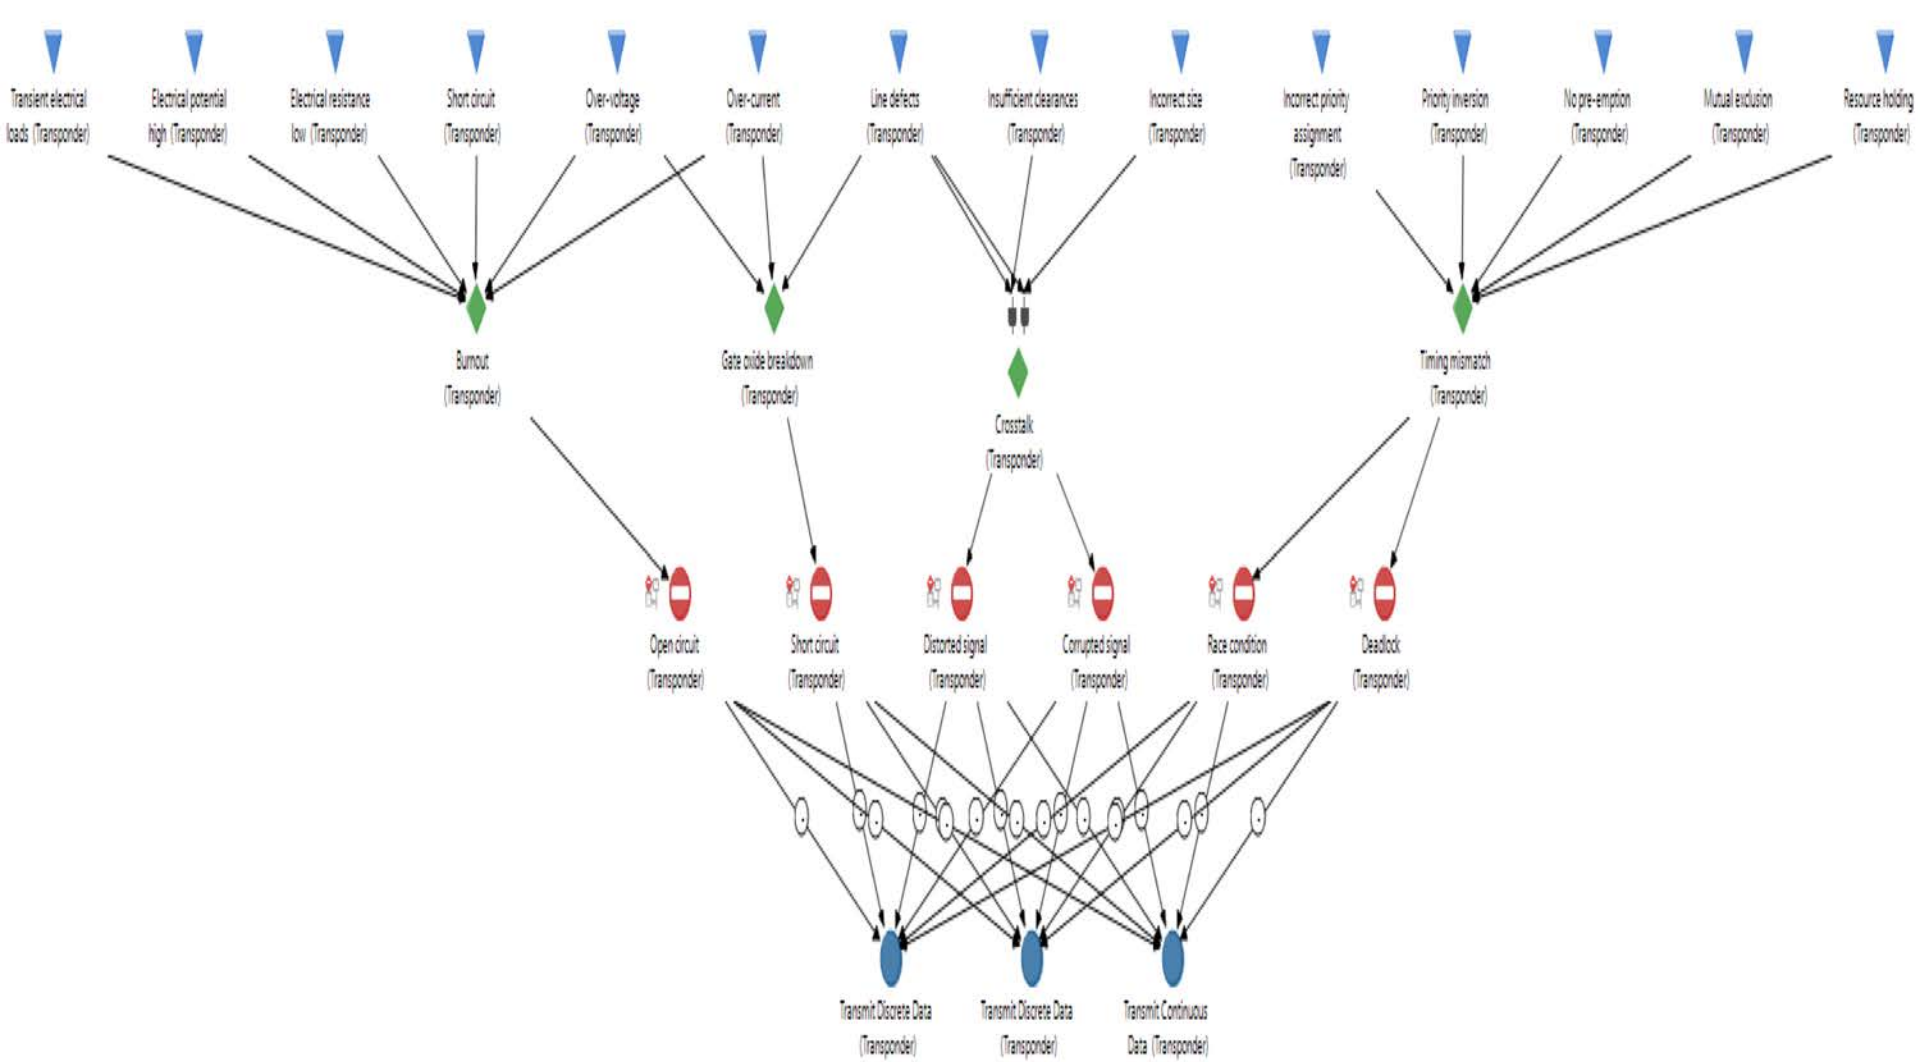 Transient electrical
loads (Transponder)
Electrical potential
high (Transponder)
Electrical resistance
low (Transponder)
Short circuit
(Transponder)
Over-voltage
(Transponder)
Over-current
(Transponder)
Line defects
(Transponder)
Insufficient clearances
(Transponder)
Incorrect size
(Transponder)
Incorrect priority
assignment
(Transponder)
Priority inversion
(Transponder)
No pre-emption
(Transponder)
Mutual exclusion
(Transponder)
Resource holding
(Transponder)
Burnout
(Transponder)
Gate oxide breakdown
(Transponder)
Crosstalk
(Transponder)
Timing mismatch
(Transponder)
Open circuit
(Transponder)
Short circuit
(Transponder)
Distorted signal
(Transponder)
Corrupted signal
(Transponder)
Race condition
(Transponder)
Deadlock
(Transponder)
Transmit Discrete Data
(Transponder)
Transmit Discrete Data
(Transponder)
Transmit Continuous
Data (Transponder)